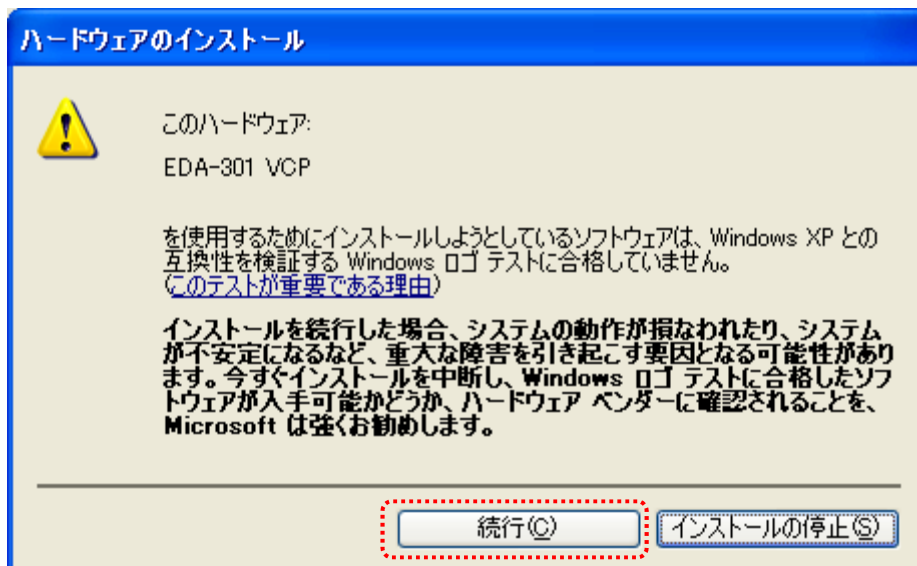 ハードウェアのインストール
このハードウェア:
EDA-301 VCP
を使用するためにインストールしようとしているソフトウェアは、Windows XP との
互換性を検証する Windows ロゴ テストに合格していません。
(このテストが重要である理由)
インストールを続行した場合、システムの動作が損なわれたり、システム
が不安定になるなど、重大な障害を引き起こす要因となる可能性があり
ます。今すぐインストールを中断し、Windows ロゴ テストに合格したソフ
トウェアが入手可能かどうか、ハードウェア ベンダーに確認されることを、
Microsoft は強くお勧めします。
続行(C)
インストールの停止(S)